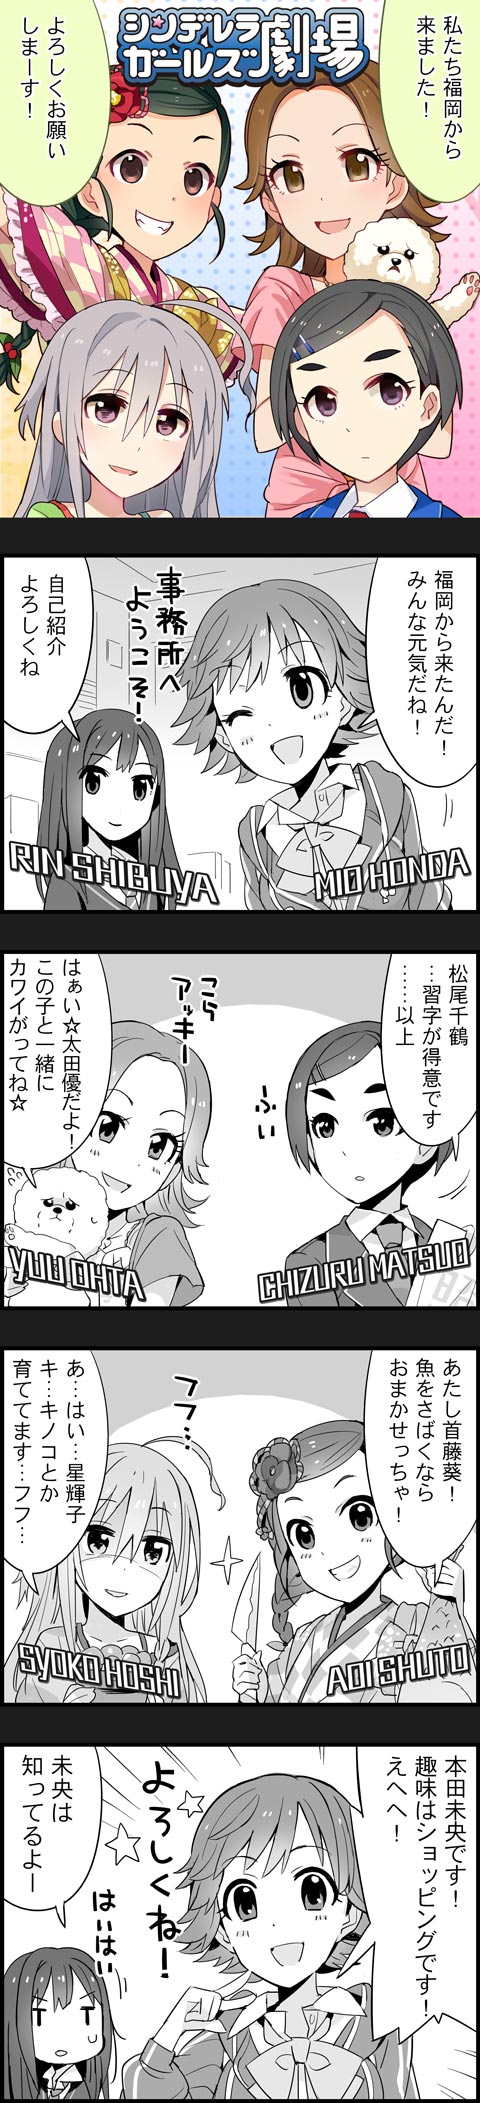 シンデレラ
ガールズ劇場
私たち福岡から
来ました！
よろしくお願い
しまーす！
福岡から来たんだ！
みんな元気だね！
事務所へ
ようこそ！
自己紹介
よろしくね
MIO HONDA
RIN SHIBUYA
松尾千鶴
…習字が得意です
……以上
ふい
CHIZURU MATSUO
こら
アッキー
はぁい☆太田優だよ！
この子と一緒に
カワイがってね☆
YUU OHTA
あたし首藤葵！
魚をさばくなら
おまかせっちゃ！
AOI SHUTO
フフ…
あ…はい…星輝子
キ…キノコとか
育ててます…フフ…
SYOKO HOSHI
本田未央です！
趣味はショッピングです！
えへへ！
よろしくね！
未央は
知ってるよー
はいはい